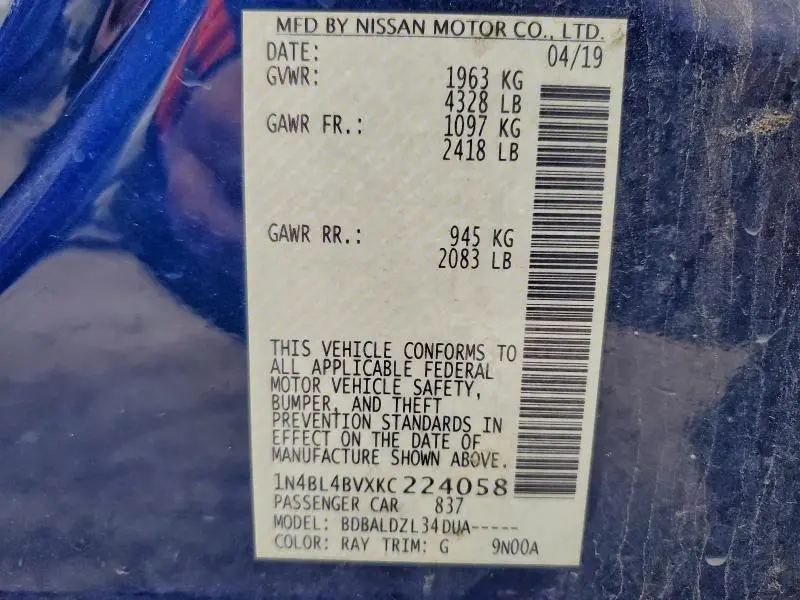 MFD BY NISSAN MOTOR CO., LTD.
DATE: 04/19
GVWR: 1963 KG
4328 LB
GAWR FR.: 1097 KG
2418 LB
GAWR RR.: 945 KG
2083 LB
THIS VEHICLE CONFORMS TO
ALL APPLICABLE FEDERAL
MOTOR VEHICLE SAFETY,
BUMPER, AND THEFT
PREVENTION STANDARDS IN
EFFECT ON THE DATE OF
MANUFACTURE SHOWN ABOVE.
1N4BL4BVXKC224058
PASSENGER CAR 837
MODEL: BDBALDZL34DUA-----
COLOR: RAY TRIM: G 9N00A